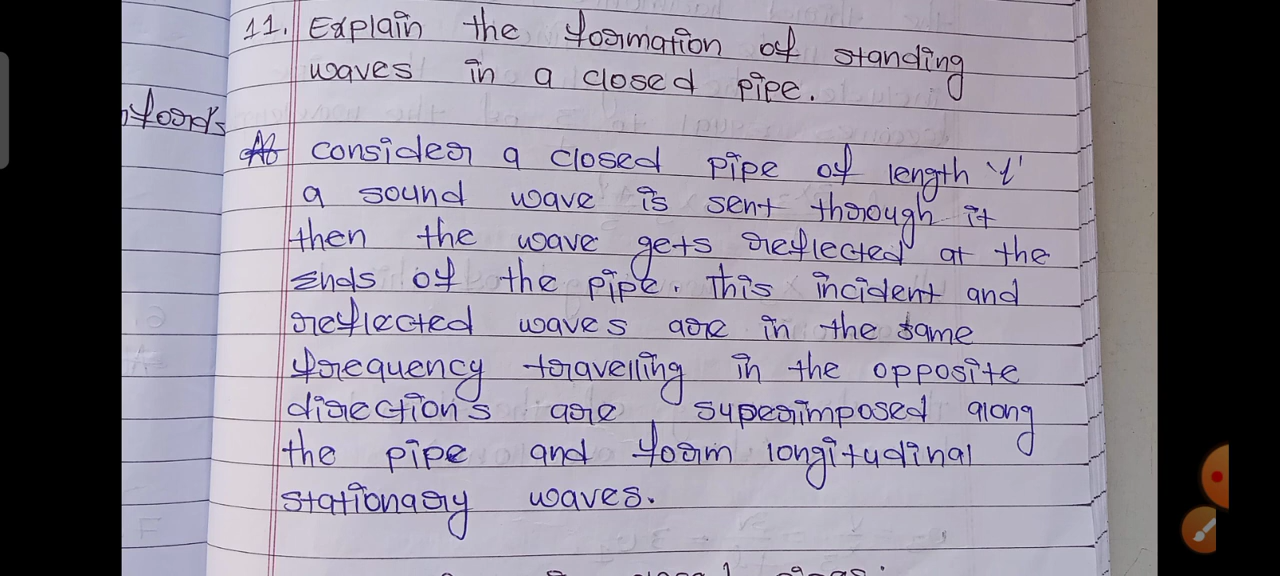 11. Explain the formation of standing
waves in a closed pipe.
consider a closed pipe of length 'l'
a sound wave is sent through it
then the wave gets reflected at the
ends of the pipe. This incident and
reflected waves are in the same
frequency travelling in the opposite
directions are superimposed along
the pipe and form longitudinal
stationary waves.